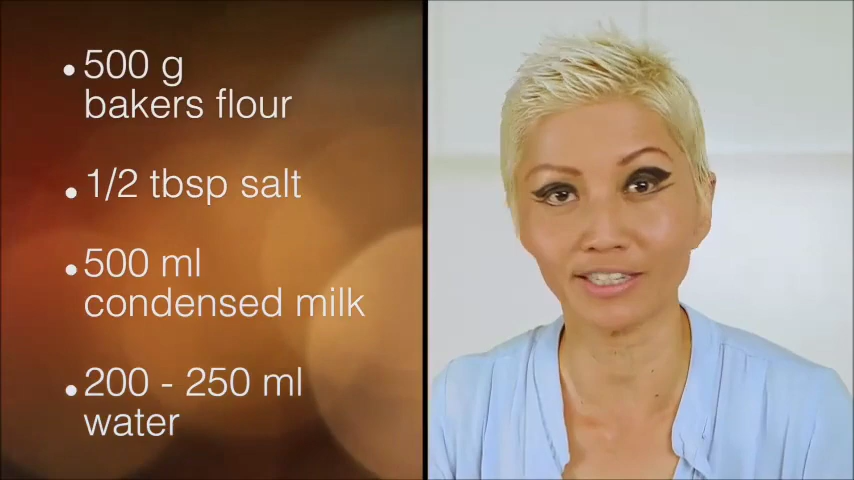 • 500 g
bakers flour
• 1/2 tbsp salt
• 500 ml
condensed milk
• 200 - 250 ml
water